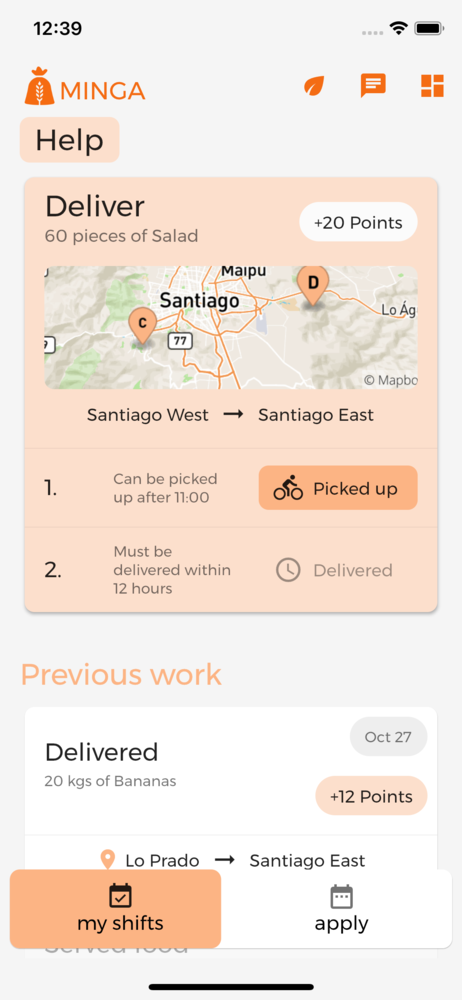 12:39
MINGA
Help
Deliver
60 pieces of Salad
+20 Points
Maipu
Santiago
D
C
77
9
Lo Ág
© Mapbo
Santiago West → Santiago East
1.
Can be picked
up after 11:00
Picked up
2.
Must be
delivered within
12 hours
Delivered
Previous work
Oct 27
Delivered
20 kgs of Bananas
+12 Points
Lo Prado → Santiago East
my shifts
apply
Served food